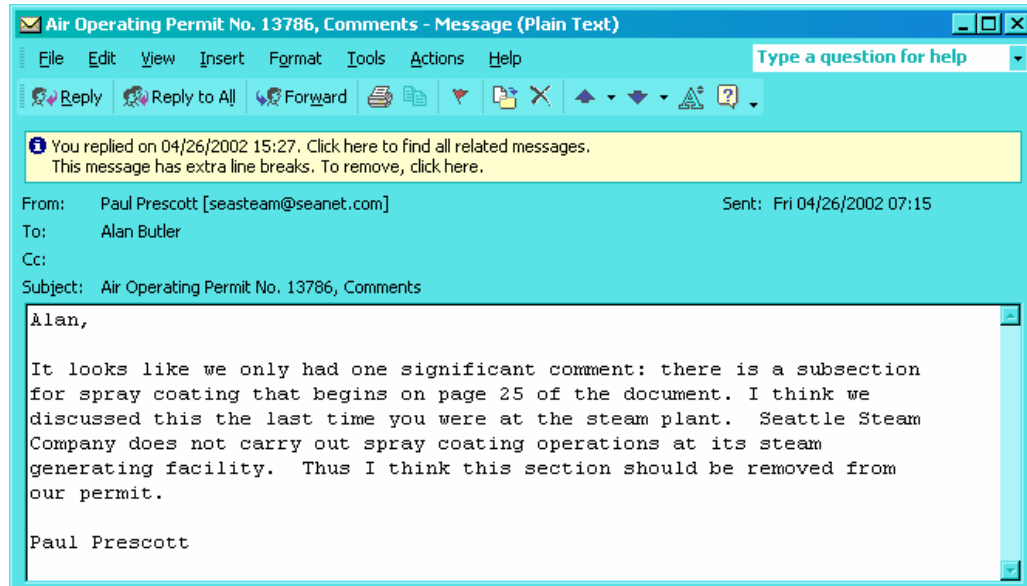 Air Operating Permit No. 13786, Comments - Message (Plain Text)
File Edit View Insert Format Tools Actions Help Type a question for help
Reply Reply to All Forward
You replied on 04/26/2002 15:27. Click here to find all related messages.
This message has extra line breaks. To remove, click here.
From: Paul Prescott [seasteam@seanet.com] Sent: Fri 04/26/2002 07:15
To: Alan Butler
Cc:
Subject: Air Operating Permit No. 13786, Comments
Alan,
It looks like we only had one significant comment: there is a subsection
for spray coating that begins on page 25 of the document. I think we
discussed this the last time you were at the steam plant.  Seattle Steam
Company does not carry out spray coating operations at its steam
generating facility.  Thus I think this section should be removed from
our permit.
Paul Prescott